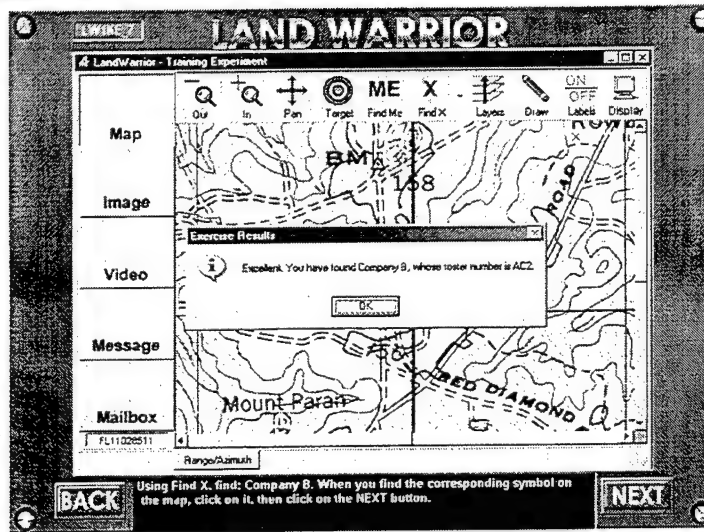 LAND WARRIOR
LandWarrior - Training Experiment
Out In Pan Target ME Find Me X Find X Layers Draw ON OFF Labels Display
Map
Image
Video
Message
Mailbox
FL11028511
BM
158
ROAD
Exercise Results
Excellent. You have found Company B, whose roster number is AC2.
OK
Mount Paran
RED DIAMOND
Range/Azimuth
BACK
Using Find X, find: Company B. When you find the corresponding symbol on
the map, click on it, then click on the NEXT button.
NEXT